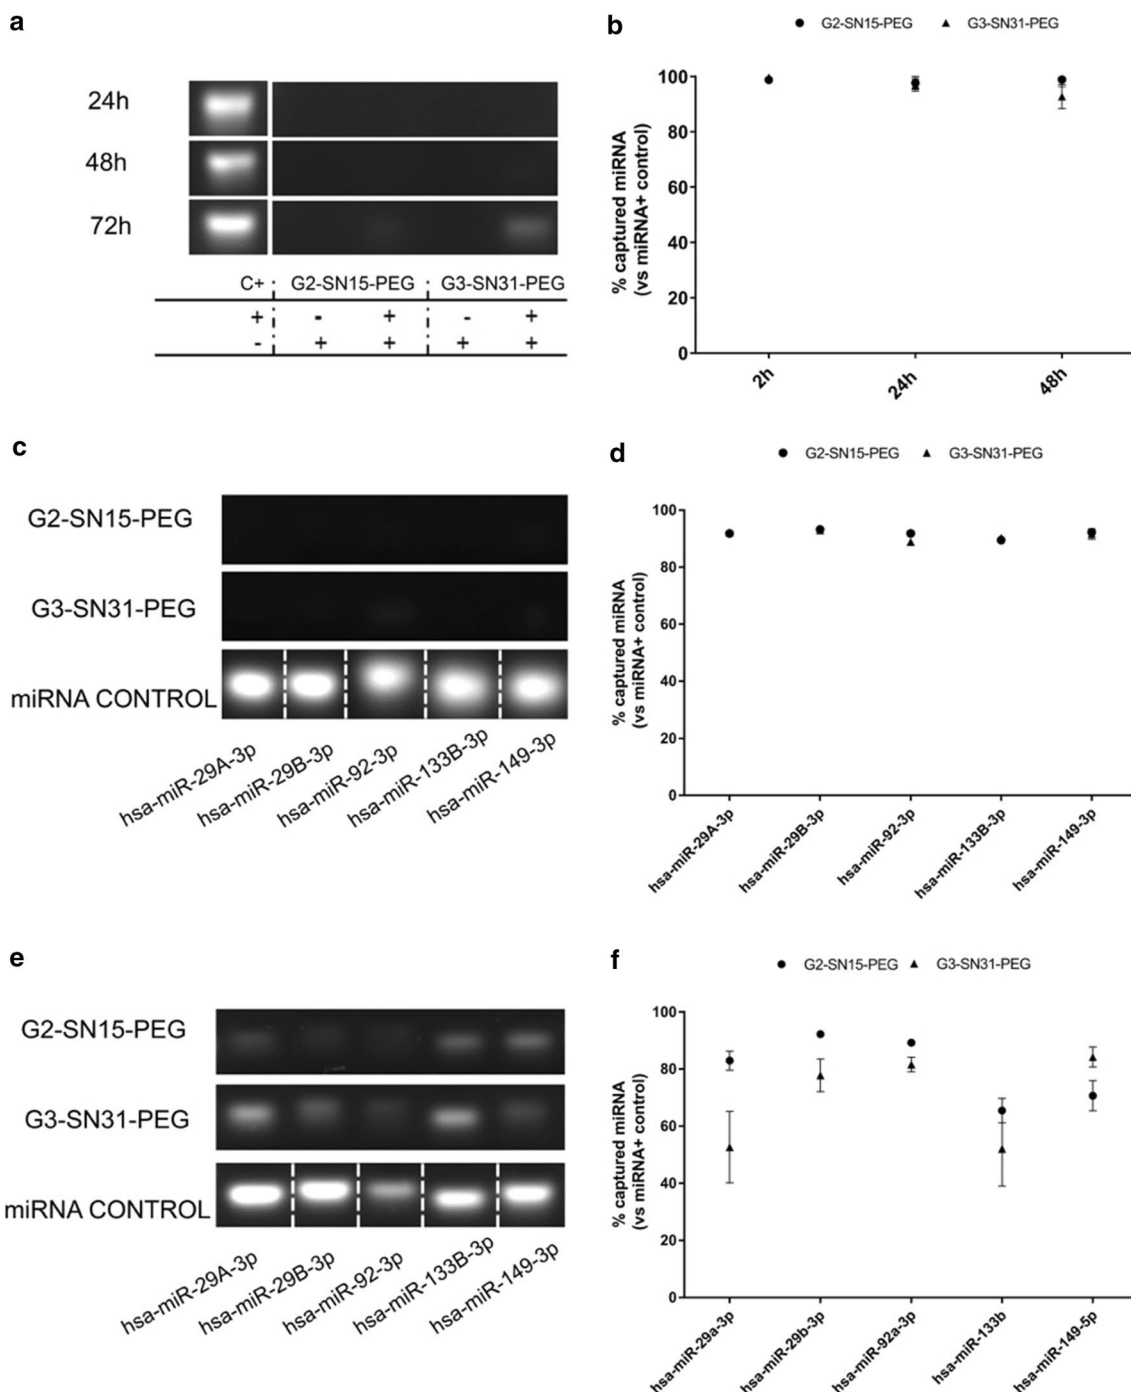 a
24h
48h
72h
C+ G2-SN15-PEG G3-SN31-PEG
+ - + - +
- + + + +
b
G2-SN15-PEG G3-SN31-PEG
% captured miRNA
(vs miRNA+ control)
100
80
60
40
20
0
2h 24h 48h
c
G2-SN15-PEG
G3-SN31-PEG
miRNA CONTROL
hsa-miR-29A-3p
hsa-miR-29B-3p
hsa-miR-92-3p
hsa-miR-133B-3p
hsa-miR-149-3p
d
G2-SN15-PEG G3-SN31-PEG
% captured miRNA
(vs miRNA+ control)
100
80
60
40
20
0
hsa-miR-29A-3p
hsa-miR-29B-3p
hsa-miR-92-3p
hsa-miR-133B-3p
hsa-miR-149-3p
e
G2-SN15-PEG
G3-SN31-PEG
miRNA CONTROL
hsa-miR-29A-3p
hsa-miR-29B-3p
hsa-miR-92-3p
hsa-miR-133B-3p
hsa-miR-149-3p
f
G2-SN15-PEG G3-SN31-PEG
% captured miRNA
(vs miRNA+ control)
100
80
60
40
20
0
hsa-miR-29a-3p
hsa-miR-29b-3p
hsa-miR-92a-3p
hsa-miR-133b
hsa-miR-149-5p